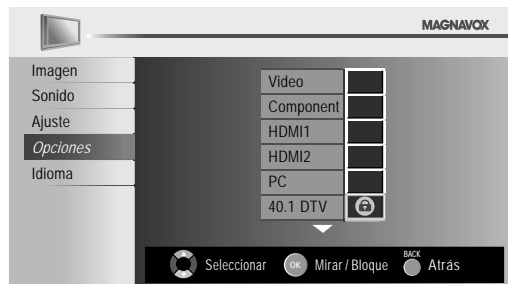 MAGNAVOX
Imagen
Sonido
Ajuste
Opciones
Idioma
Video
Component
HDMI1
HDMI2
PC
40.1 DTV
Seleccionar OK Mirar / Bloque BACK Atrás